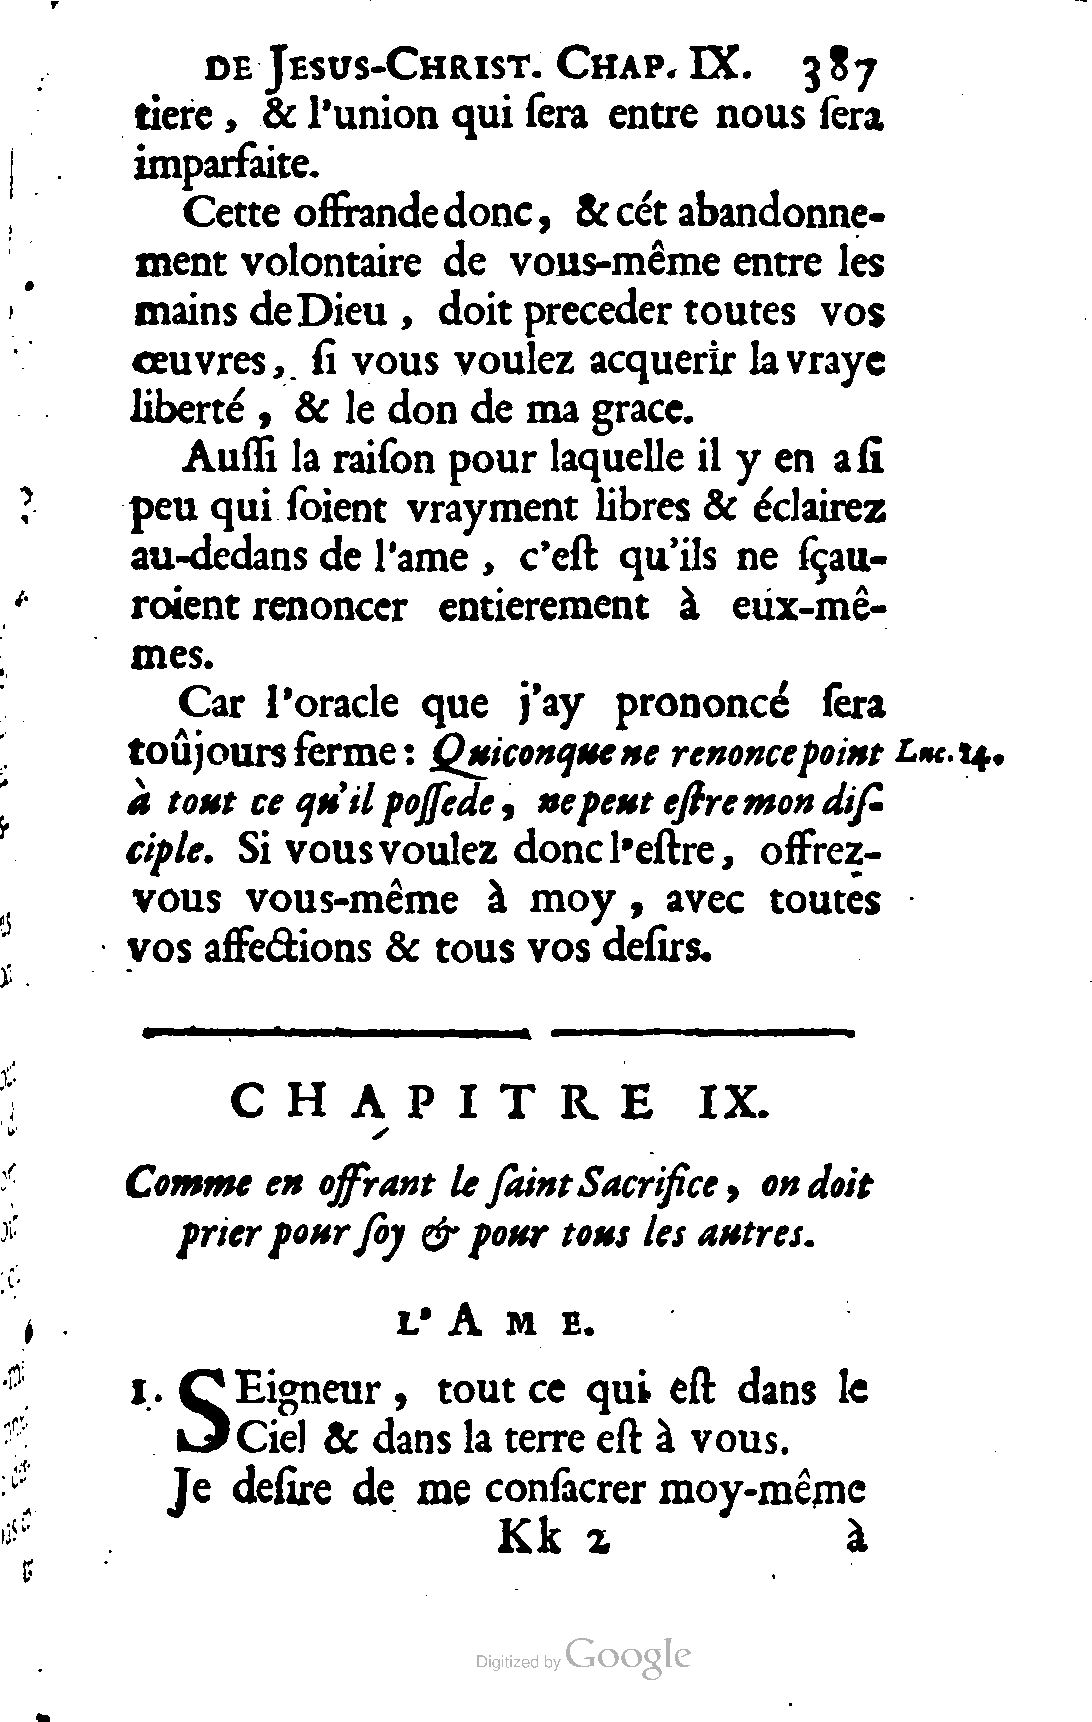 DE JESUS-CHRIST. CHAP. IX. 387
tiere, & l'union qui ſera entre nous ſera
imparfaite.
Cette offrande donc, & cét abandonne-
ment volontaire de vous-même entre les
mains de Dieu, doit preceder toutes vos
œuvres, ſi vous voulez acquerir la vraye
liberté, & le don de ma grace.
Auſſi la raiſon pour laquelle il y en a ſi
peu qui ſoient vrayment libres & éclairez
au-dedans de l'ame, c'eſt qu'ils ne ſçau-
roient renoncer entierement à eux-mê-
mes.
Car l'oracle que j'ay prononcé ſera
toûjours ferme: Quiconque ne renonce point Luc. 14.
à tout ce qu'il poſſede, ne peut eſtre mon diſ-
ciple. Si vous voulez donc l'eſtre, offrez-
vous vous-même à moy, avec toutes
vos affections & tous vos deſirs.
CHAPITRE IX.
Comme en offrant le ſaint Sacrifice, on doit
prier pour ſoy & pour tous les autres.
L'AME.
1. SEigneur, tout ce qui eſt dans le
Ciel & dans la terre eſt à vous.
Je deſire de me conſacrer moy-même
Kk 2 à
Digitized by Google